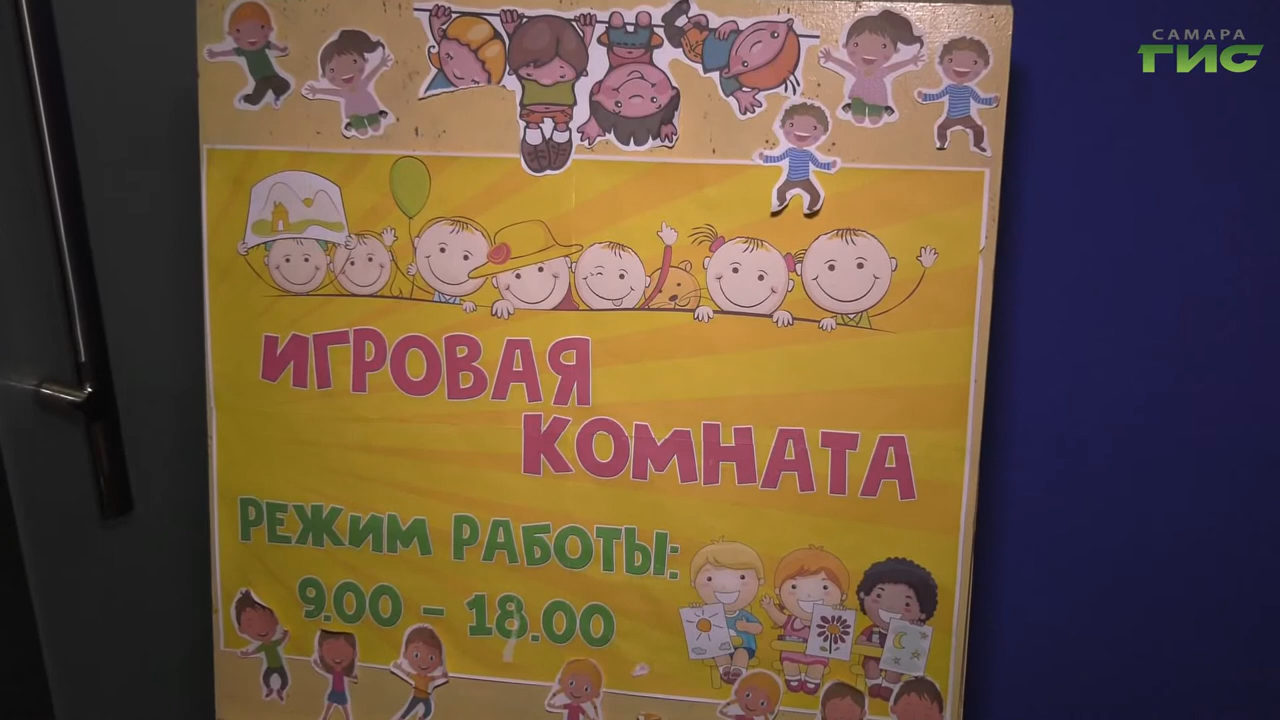 САМАРА
ГИС
ИГРОВАЯ
КОМНАТА
РЕЖИМ РАБОТЫ:
9.00 - 18.00